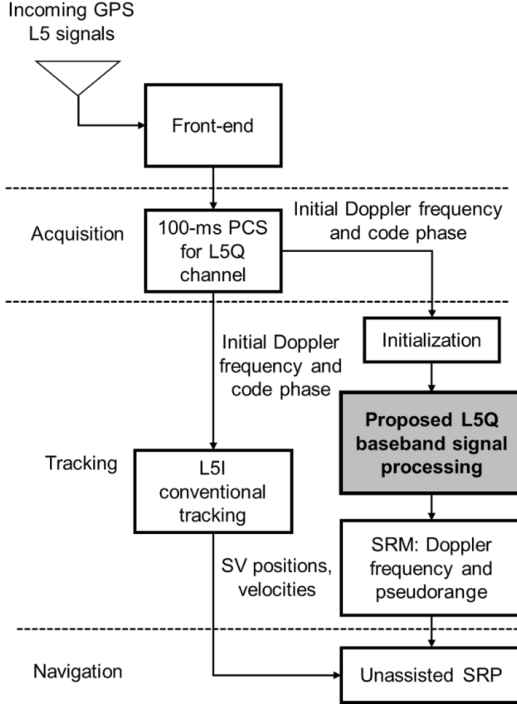 Incoming GPS
L5 signals
Front-end
Acquisition
100-ms PCS
for L5Q
channel
Initial Doppler frequency
and code phase
Initialization
Initial Doppler
frequency and
code phase
Proposed L5Q
baseband signal
processing
Tracking
L5I
conventional
tracking
SRM: Doppler
frequency and
pseudorange
SV positions,
velocities
Navigation
Unassisted SRP